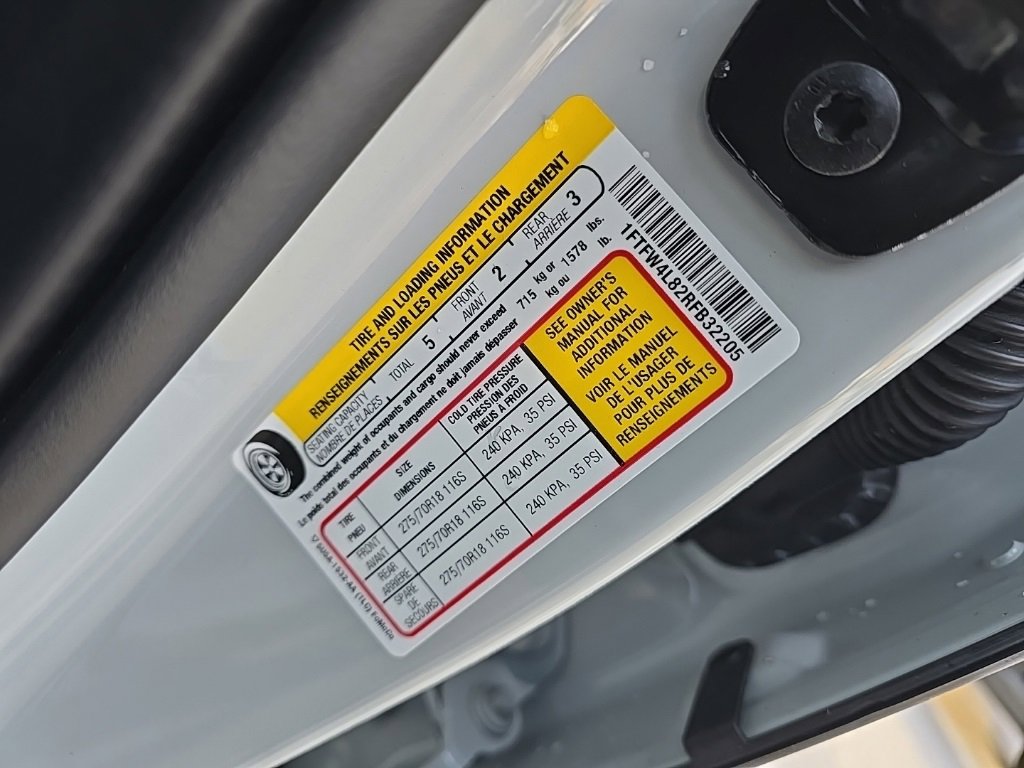 TIRE AND LOADING INFORMATION
RENSEIGNEMENTS SUR LES PNEUS ET LE CHARGEMENT
SEATING CAPACITY
NOMBRE DE PLACES
TOTAL 5
FRONT
AVANT 2
REAR
ARRIÈRE 3
The combined weight of occupants and cargo should never exceed 715 kg or 1578 lbs.
Le poids total des occupants et du chargement ne doit jamais dépasser kg ou lb.
TIRE
PNEU
SIZE
DIMENSIONS
COLD TIRE PRESSURE
PRESSION DES
PNEUS À FROID
FRONT
AVANT
275/70R18 116S
240 KPA, 35 PSI
REAR
ARRIÈRE
275/70R18 116S
240 KPA, 35 PSI
SPARE
DE
SECOURS
275/70R18 116S
240 KPA, 35 PSI
SEE OWNER'S
MANUAL FOR
ADDITIONAL
INFORMATION
VOIR LE MANUEL
DE L'USAGER
POUR PLUS DE
RENSEIGNEMENTS
1FTFW4L82RFB32205